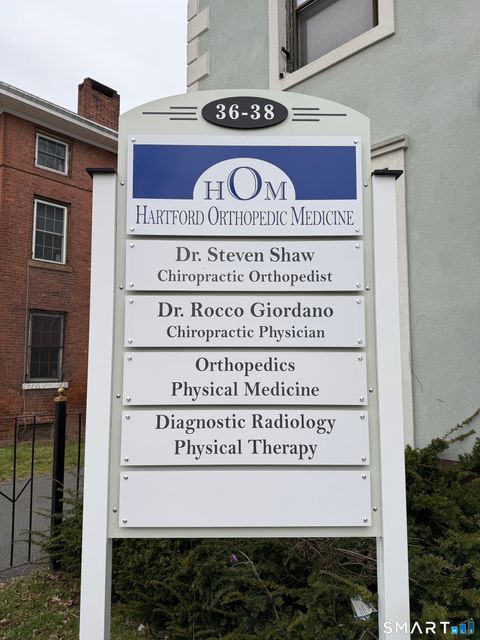 36-38
HOM
HARTFORD ORTHOPEDIC MEDICINE
Dr. Steven Shaw
Chiropractic Orthopedist
Dr. Rocco Giordano
Chiropractic Physician
Orthopedics
Physical Medicine
Diagnostic Radiology
Physical Therapy
SMART